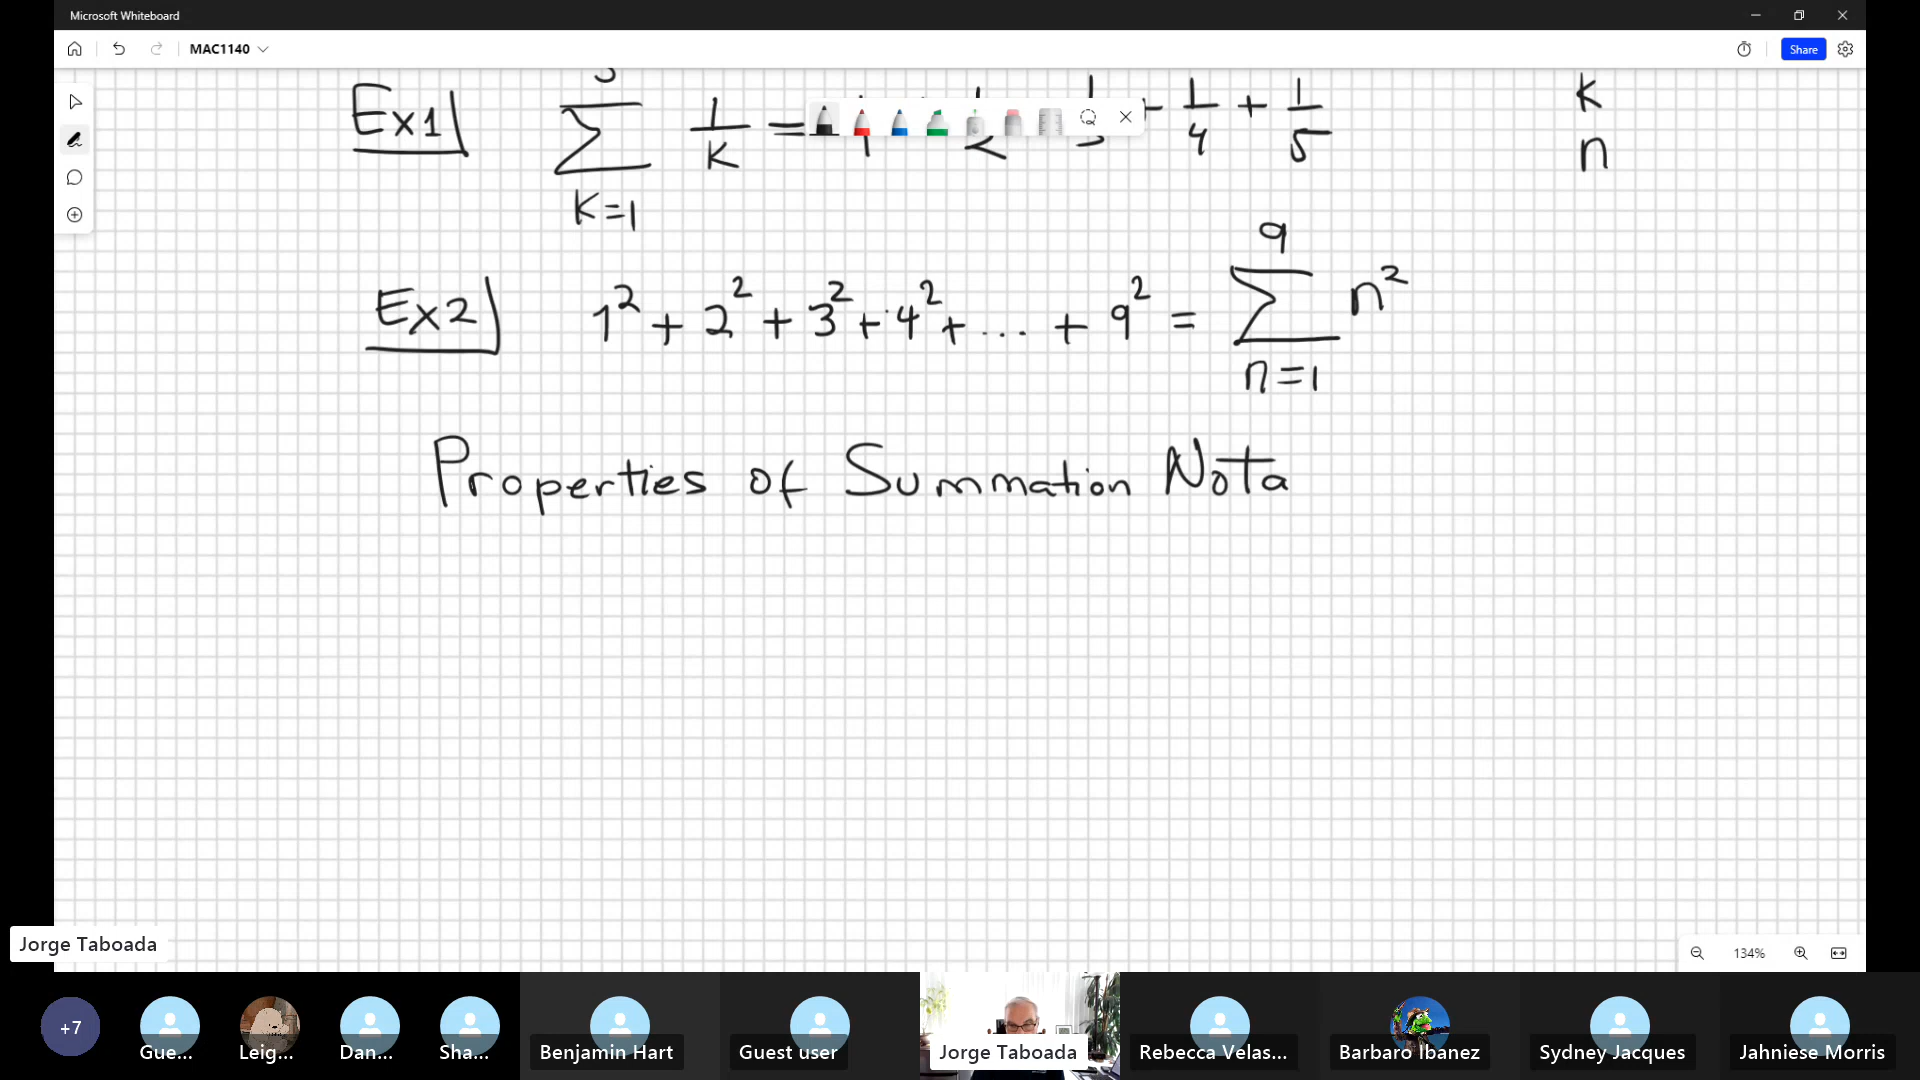 Microsoft Whiteboard
MAC1140
Share
Ex1 ∑ 1/K = + 1/4 + 1/5
K=1
K
n
Ex2 1² + 2² + 3² + 4² + ... + 9² = ∑ n²
9
n=1
Properties of Summation Nota
134%
Jorge Taboada
+7
Gue...
Leig...
Dan...
Sha...
Benjamin Hart
Guest user
Jorge Taboada
Rebecca Velas...
Barbaro Ibanez
Sydney Jacques
Jahniese Morris